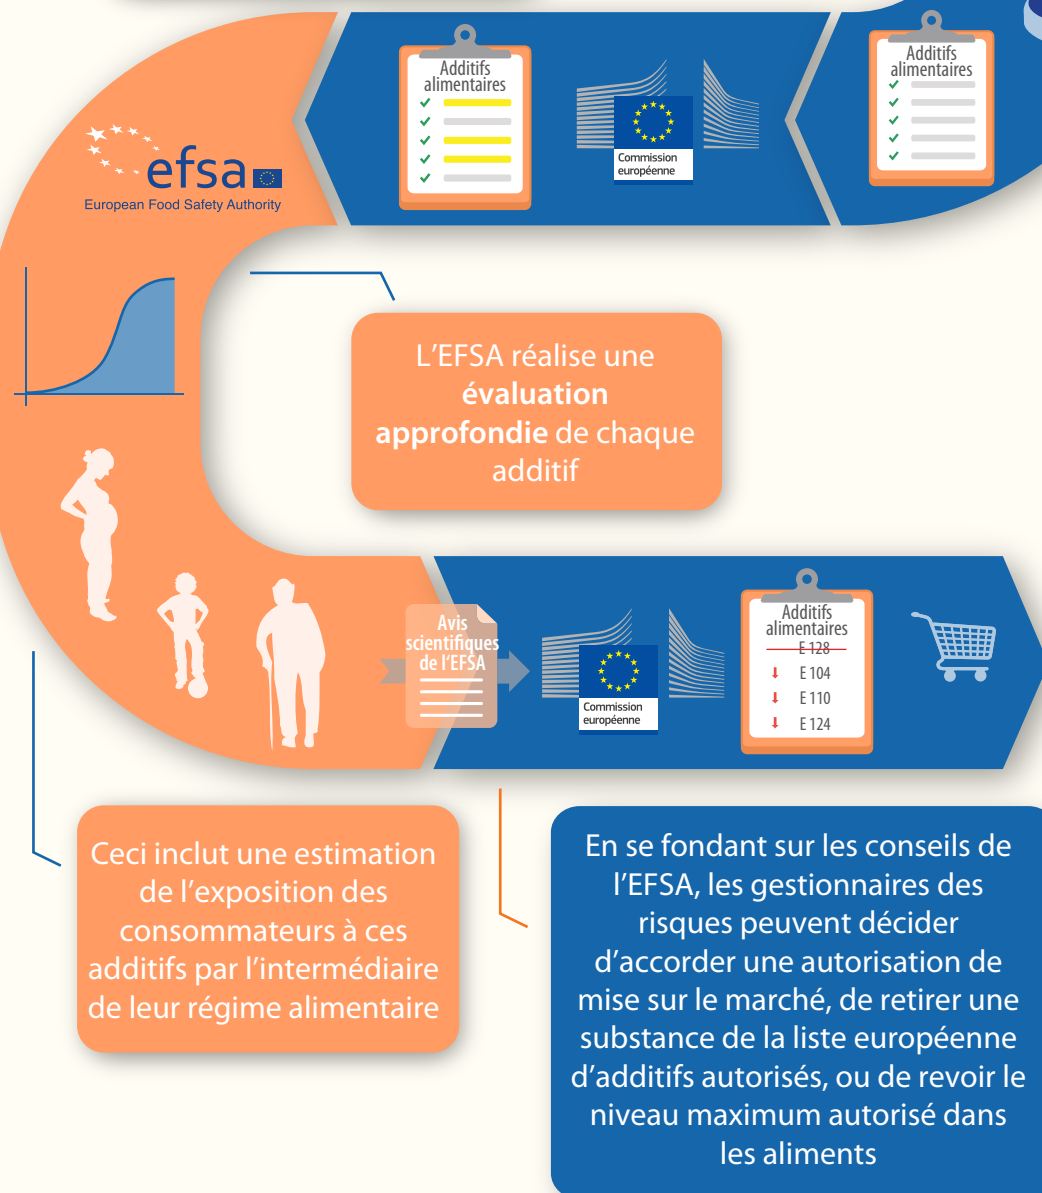 Additifs
alimentaires
Commission
européenne
Additifs
alimentaires
efsa
European Food Safety Authority
L’EFSA réalise une
évaluation
approfondie de chaque
additif
Avis
scientifiques
de l’EFSA
Commission
européenne
Additifs
alimentaires
E 128
E 104
E 110
E 124
Ceci inclut une estimation
de l’exposition des
consommateurs à ces
additifs par l’intermédiaire
de leur régime alimentaire
En se fondant sur les conseils de
l’EFSA, les gestionnaires des
risques peuvent décider
d’accorder une autorisation de
mise sur le marché, de retirer une
substance de la liste européenne
d’additifs autorisés, ou de revoir le
niveau maximum autorisé dans
les aliments